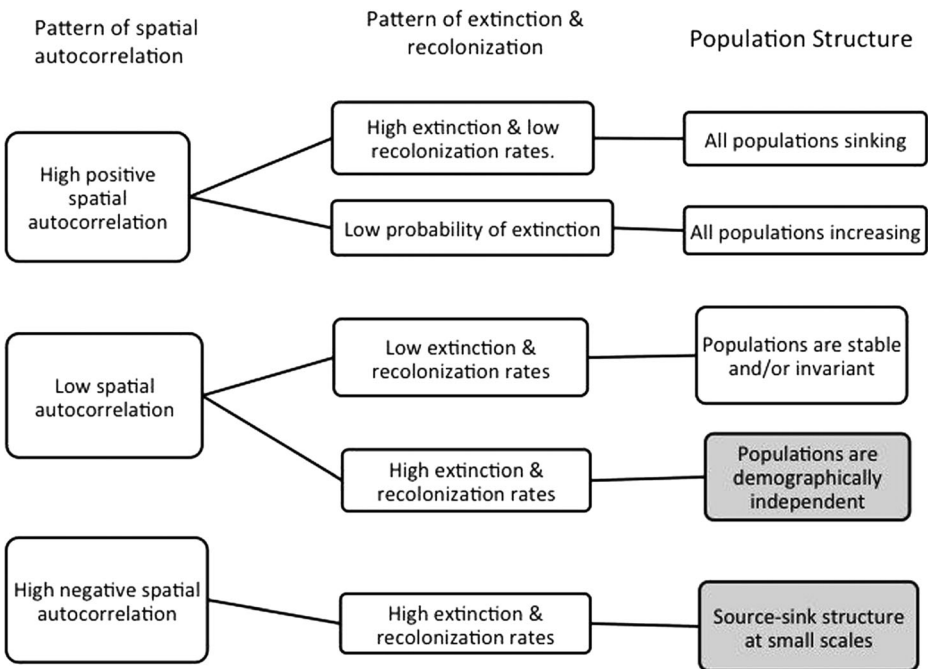 Pattern of spatial
autocorrelation
Pattern of extinction &
recolonization
Population Structure
High positive
spatial
autocorrelation
High extinction & low
recolonization rates.
All populations sinking
Low probability of extinction
All populations increasing
Low spatial
autocorrelation
Low extinction &
recolonization rates
Populations are stable
and/or invariant
High extinction &
recolonization rates
Populations are
demographically
independent
High negative spatial
autocorrelation
High extinction &
recolonization rates
Source-sink structure
at small scales